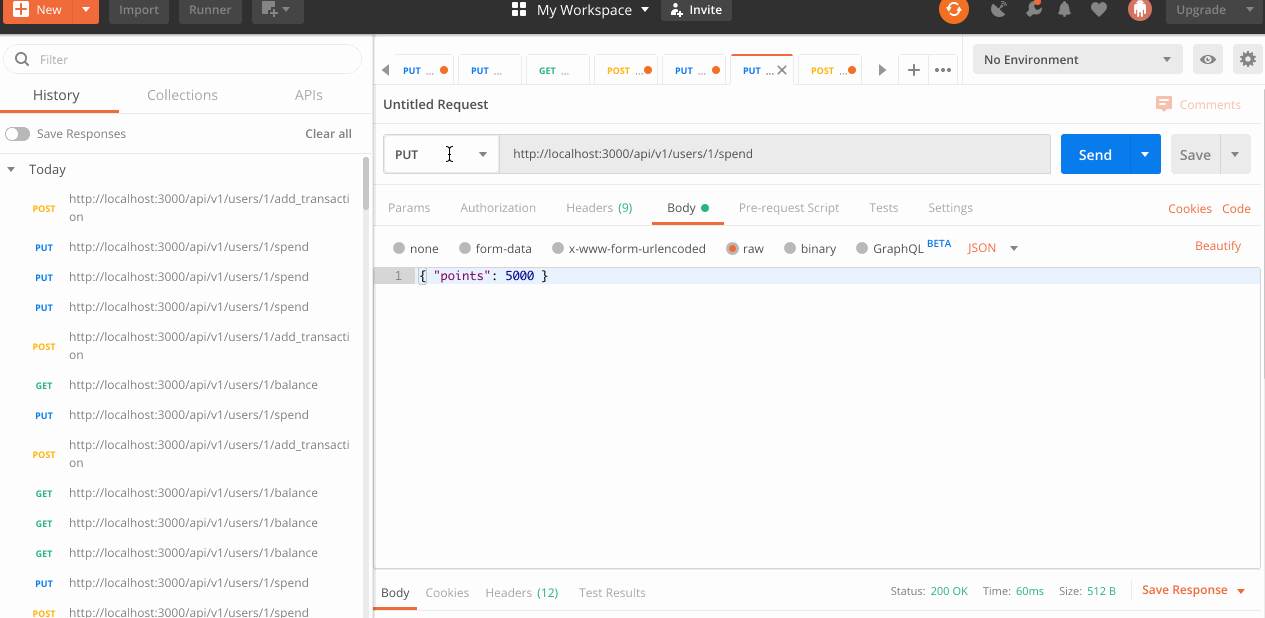 New Import Runner My Workspace Invite Upgrade
Filter
History Collections APIs
Save Responses Clear all
Today
POST http://localhost:3000/api/v1/users/1/add_transacti
on
PUT http://localhost:3000/api/v1/users/1/spend
PUT http://localhost:3000/api/v1/users/1/spend
PUT http://localhost:3000/api/v1/users/1/spend
POST http://localhost:3000/api/v1/users/1/add_transacti
on
GET http://localhost:3000/api/v1/users/1/balance
PUT http://localhost:3000/api/v1/users/1/spend
POST http://localhost:3000/api/v1/users/1/add_transacti
on
GET http://localhost:3000/api/v1/users/1/balance
GET http://localhost:3000/api/v1/users/1/balance
GET http://localhost:3000/api/v1/users/1/balance
PUT http://localhost:3000/api/v1/users/1/spend
POST http://localhost:3000/api/v1/users/1/spend
PUT ... PUT ... GET ... POST ... PUT ... PUT ... POST ... No Environment
Untitled Request Comments
PUT http://localhost:3000/api/v1/users/1/spend Send Save
Params Authorization Headers (9) Body Pre-request Script Tests Settings Cookies Code
none form-data x-www-form-urlencoded raw binary GraphQL BETA JSON Beautify
1 { "points": 5000 }
Body Cookies Headers (12) Test Results Status: 200 OK Time: 60ms Size: 512 B Save Response